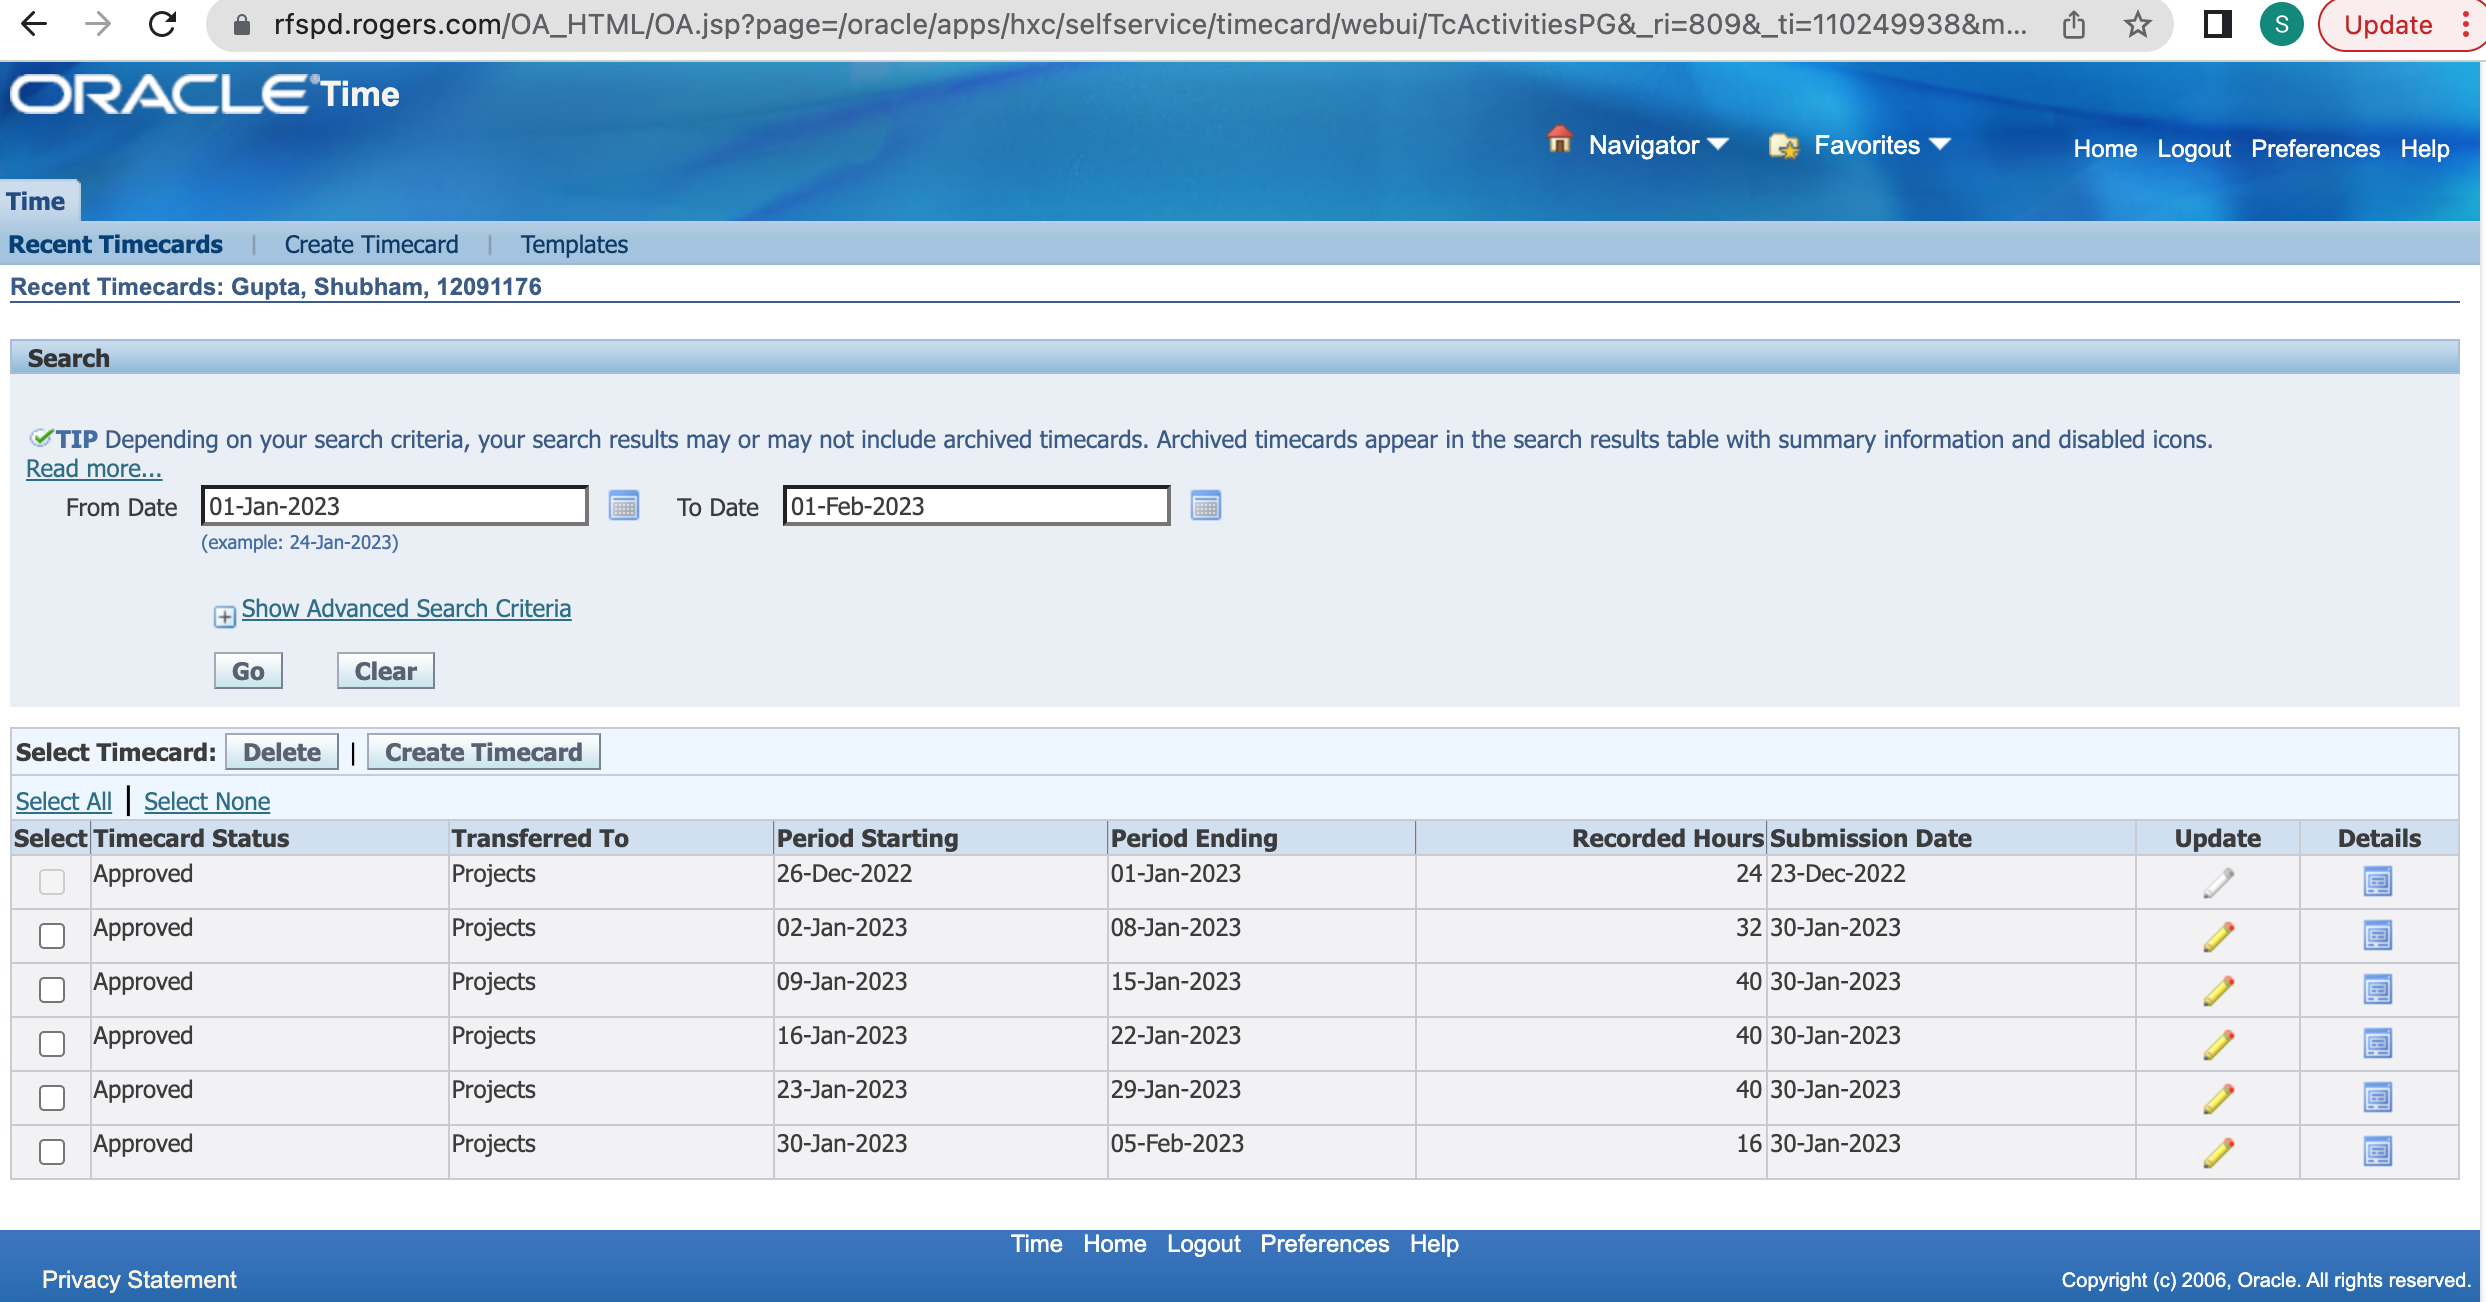 rfspd.rogers.com/OA_HTML/OA.jsp?page=/oracle/apps/hxc/selfservice/timecard/webui/TcActivitiesPG&_ri=809&_ti=110249938&m... S Update
ORACLE® Time
Navigator Favorites Home Logout Preferences Help
Time
Recent Timecards | Create Timecard | Templates
Recent Timecards: Gupta, Shubham, 12091176
Search
TIP Depending on your search criteria, your search results may or may not include archived timecards. Archived timecards appear in the search results table with summary information and disabled icons.
Read more...
From Date 01-Jan-2023 To Date 01-Feb-2023
(example: 24-Jan-2023)
Show Advanced Search Criteria
Go Clear
Select Timecard: Delete | Create Timecard
Select All | Select None
Select Timecard Status Transferred To Period Starting Period Ending Recorded Hours Submission Date Update Details
Approved Projects 26-Dec-2022 01-Jan-2023 24 23-Dec-2022
Approved Projects 02-Jan-2023 08-Jan-2023 32 30-Jan-2023
Approved Projects 09-Jan-2023 15-Jan-2023 40 30-Jan-2023
Approved Projects 16-Jan-2023 22-Jan-2023 40 30-Jan-2023
Approved Projects 23-Jan-2023 29-Jan-2023 40 30-Jan-2023
Approved Projects 30-Jan-2023 05-Feb-2023 16 30-Jan-2023
Time Home Logout Preferences Help
Privacy Statement Copyright (c) 2006, Oracle. All rights reserved.